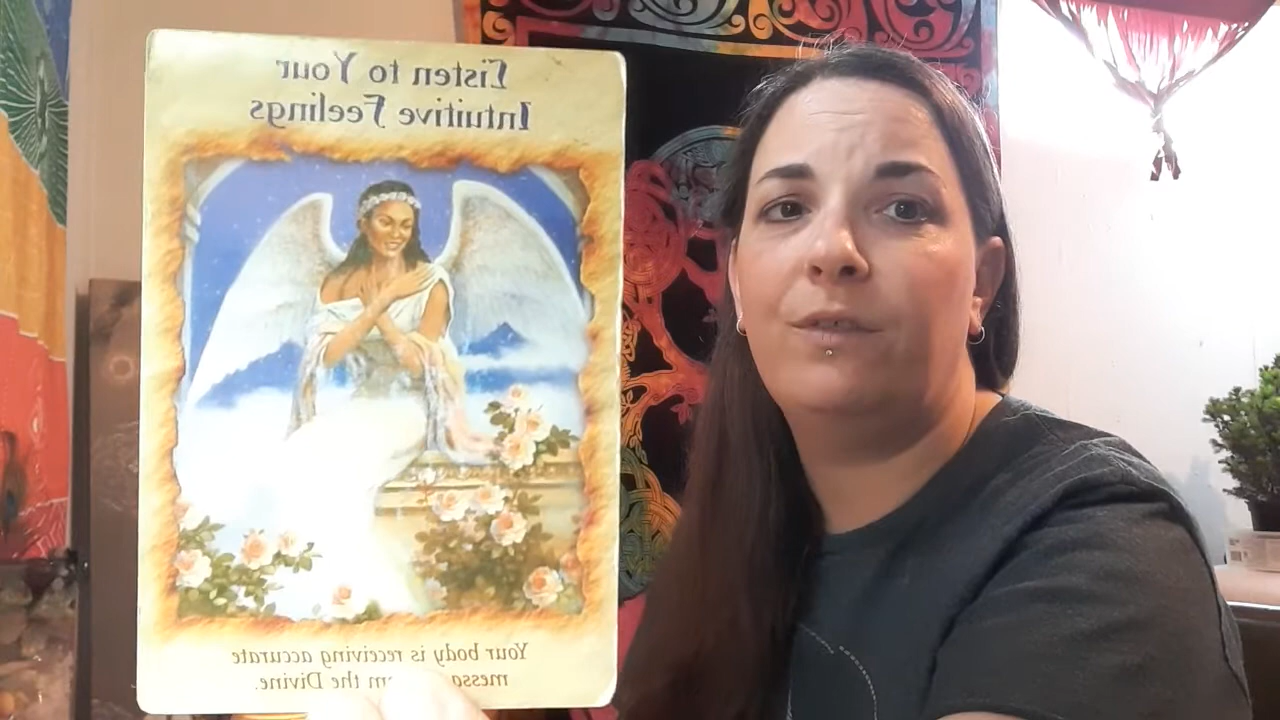 Listen to Your
Intuitive Feelings
Your body is receiving accurate
the Divine.